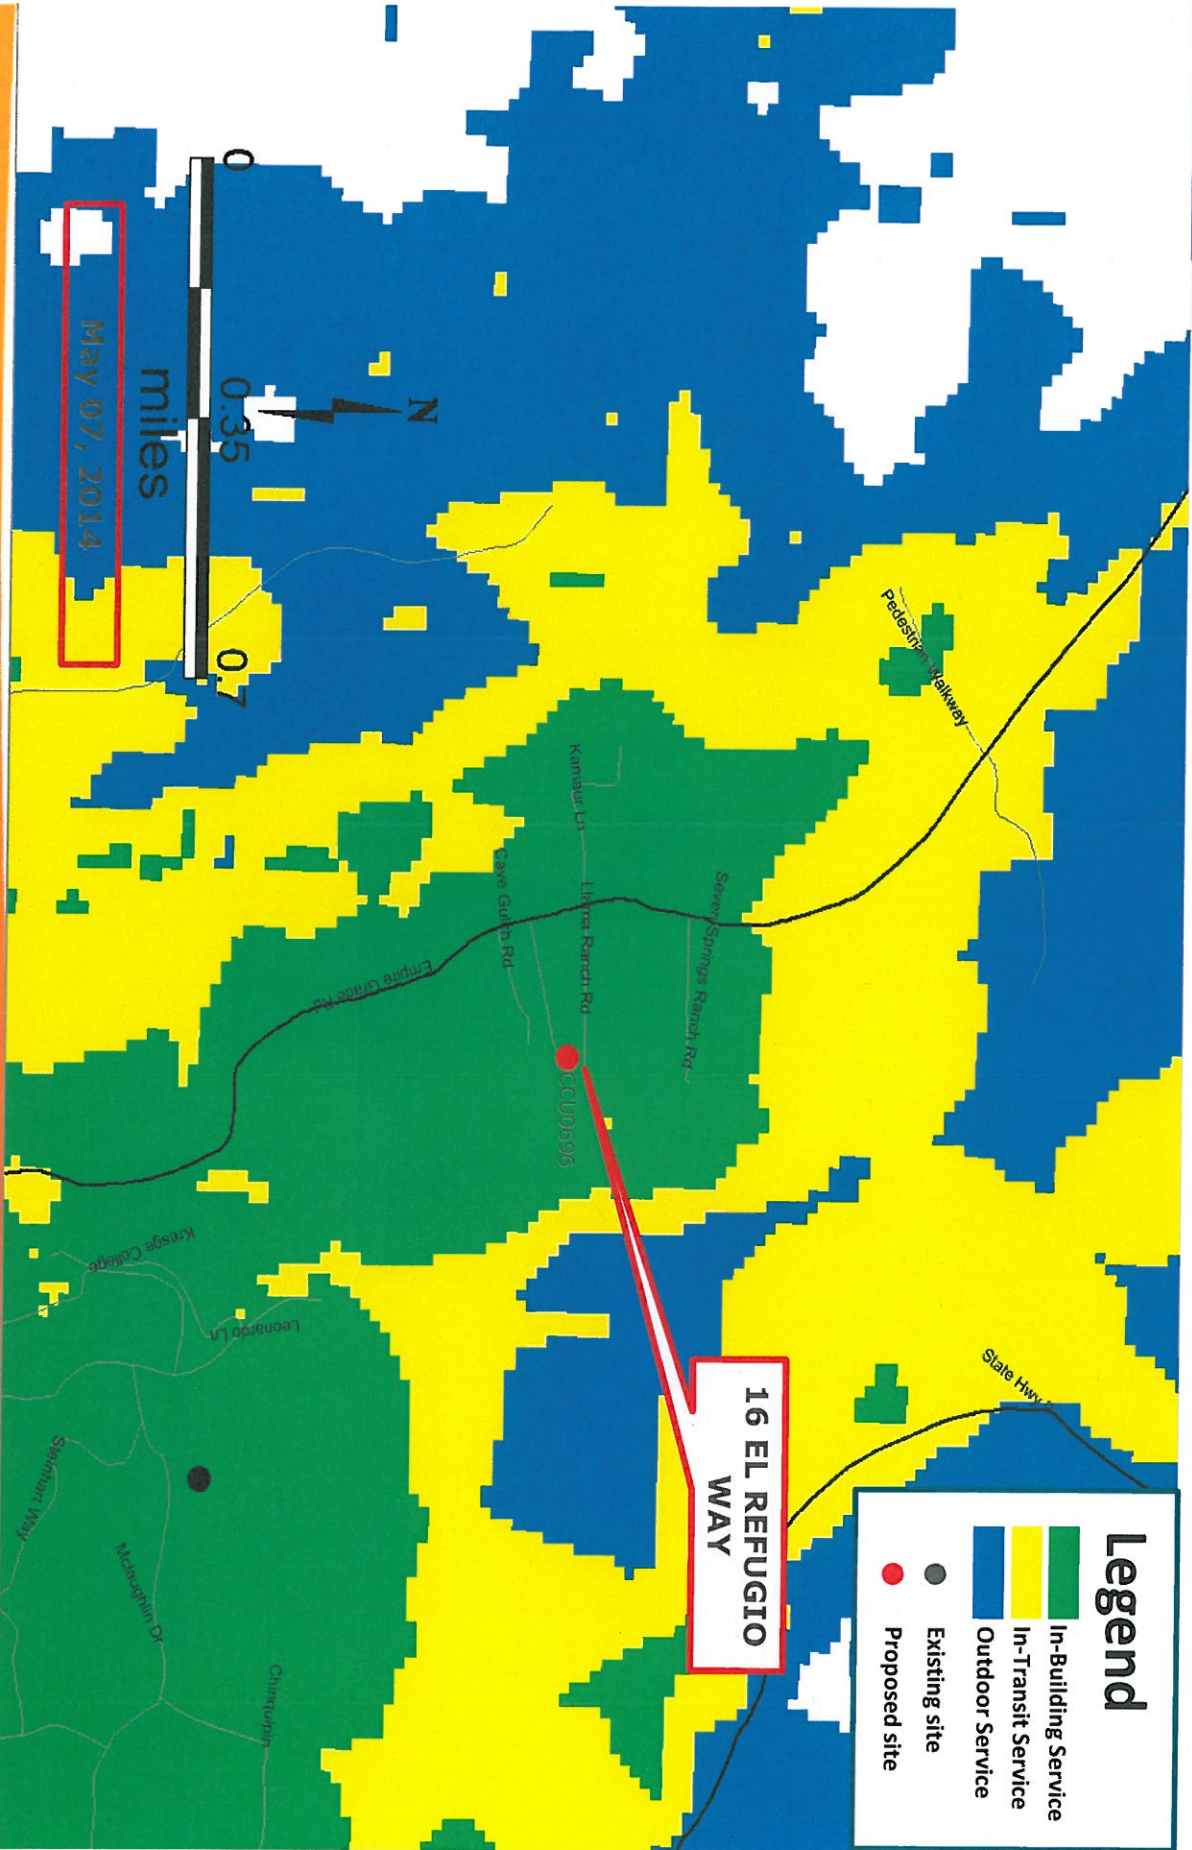 Legend
In-Building Service
In-Transit Service
Outdoor Service
Existing site
Proposed site
State Hwy
Pedestrian Walkway
16 EL REFUGIO
WAY
Seven Springs Ranch Rd
Llama Ranch Rd
Kamaur Ln
CCU0696
Cave Gulch Rd
Empire Grade Rd
N
Leonardo Ln
Chinquipin
Kresge College
Mclaughlin Dr
Steinhart Way
0
0.35
0.7
miles
May 07, 2014